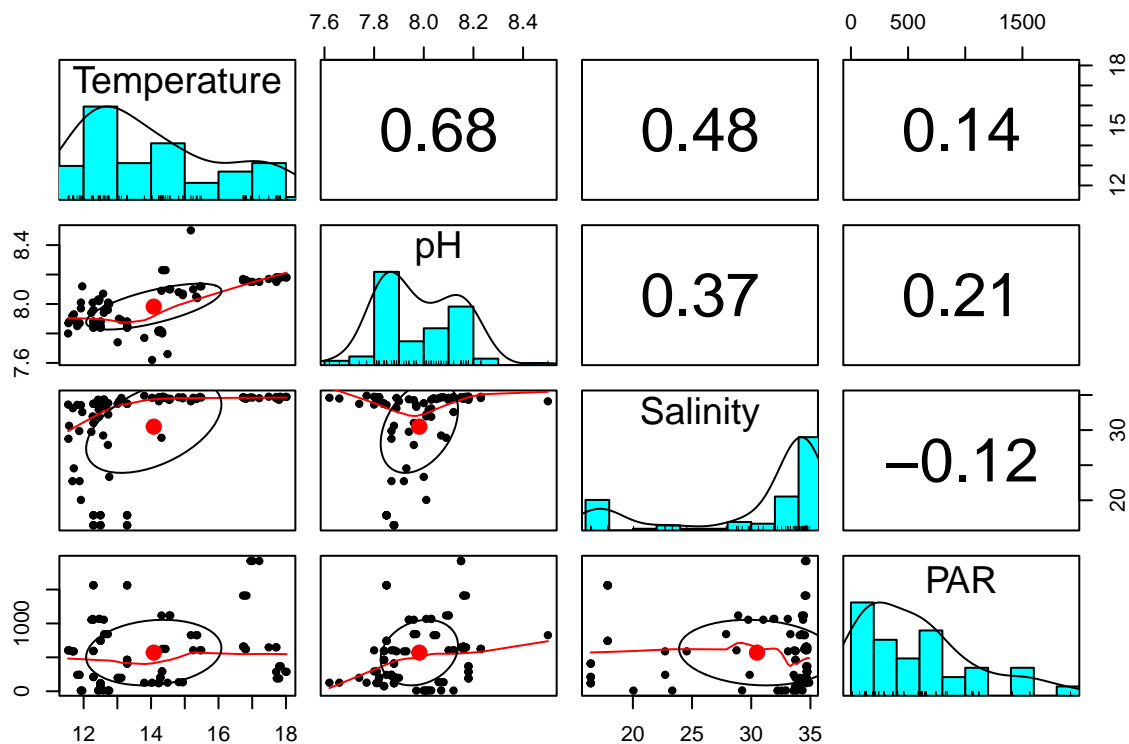 7.6 7.8 8.0 8.2 8.4 0 500 1500
Temperature 0.68 0.48 0.14
12 15 18
7.6 8.0 8.4
pH 0.37 0.21
Salinity −0.12
20 30
0 1000
PAR
12 14 16 18 20 25 30 35